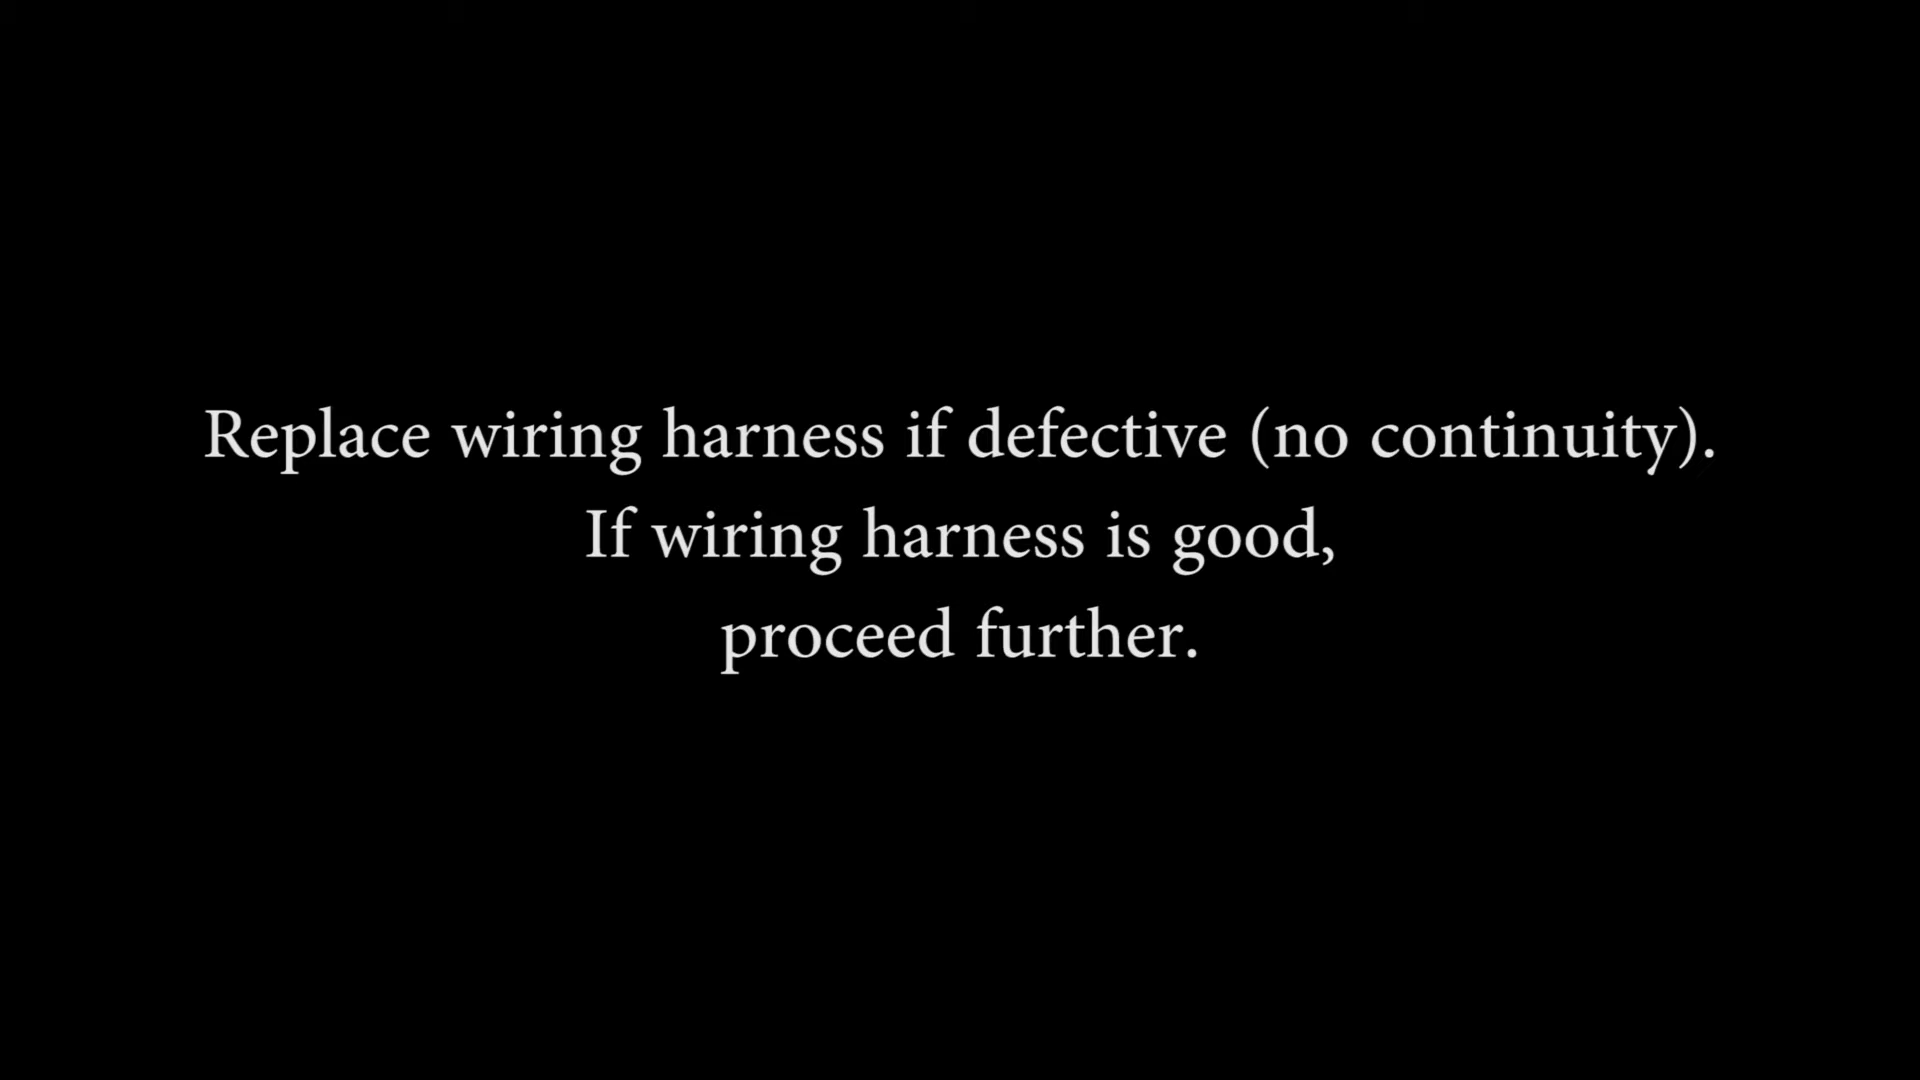 Replace wiring harness if defective (no continuity).
If wiring harness is good,
proceed further.